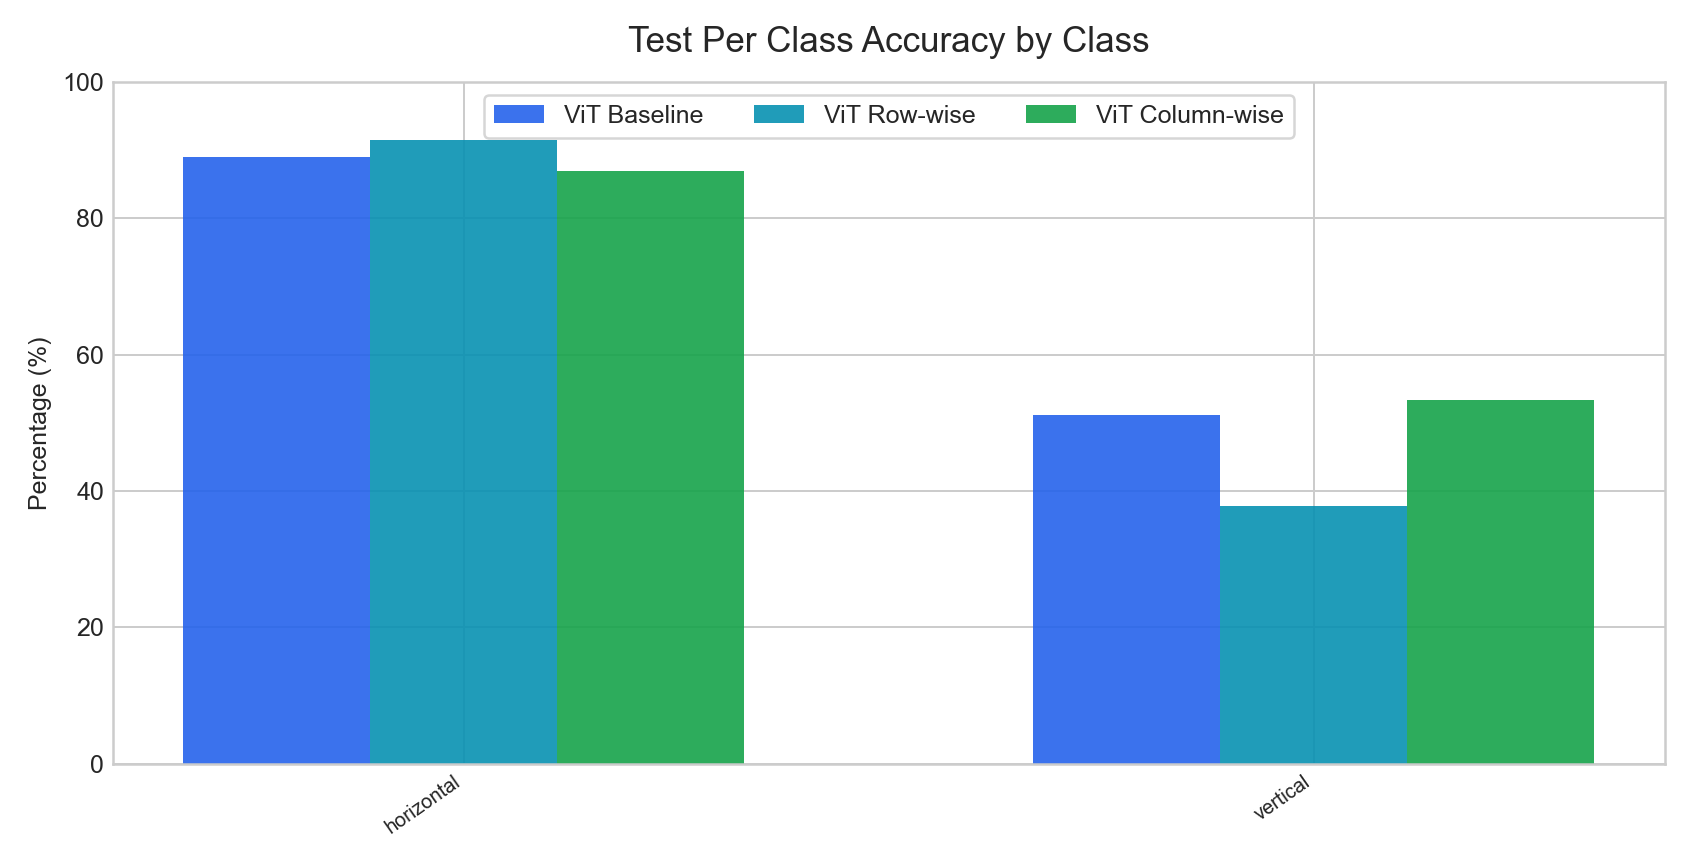 Test Per Class Accuracy by Class
100
ViT Baseline ViT Row-wise ViT Column-wise
80
60
Percentage (%)
40
20
0
horizontal vertical